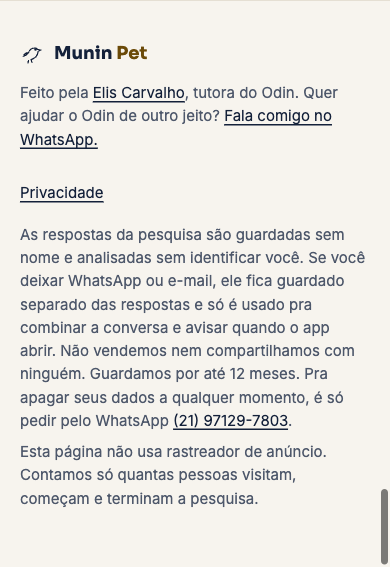 Munin Pet
Feito pela Elis Carvalho, tutora do Odin. Quer
ajudar o Odin de outro jeito? Fala comigo no
WhatsApp.
Privacidade
As respostas da pesquisa são guardadas sem
nome e analisadas sem identificar você. Se você
deixar WhatsApp ou e-mail, ele fica guardado
separado das respostas e só é usado pra
combinar a conversa e avisar quando o app
abrir. Não vendemos nem compartilhamos com
ninguém. Guardamos por até 12 meses. Pra
apagar seus dados a qualquer momento, é só
pedir pelo WhatsApp (21) 97129-7803.
Esta página não usa rastreador de anúncio.
Contamos só quantas pessoas visitam,
começam e terminam a pesquisa.